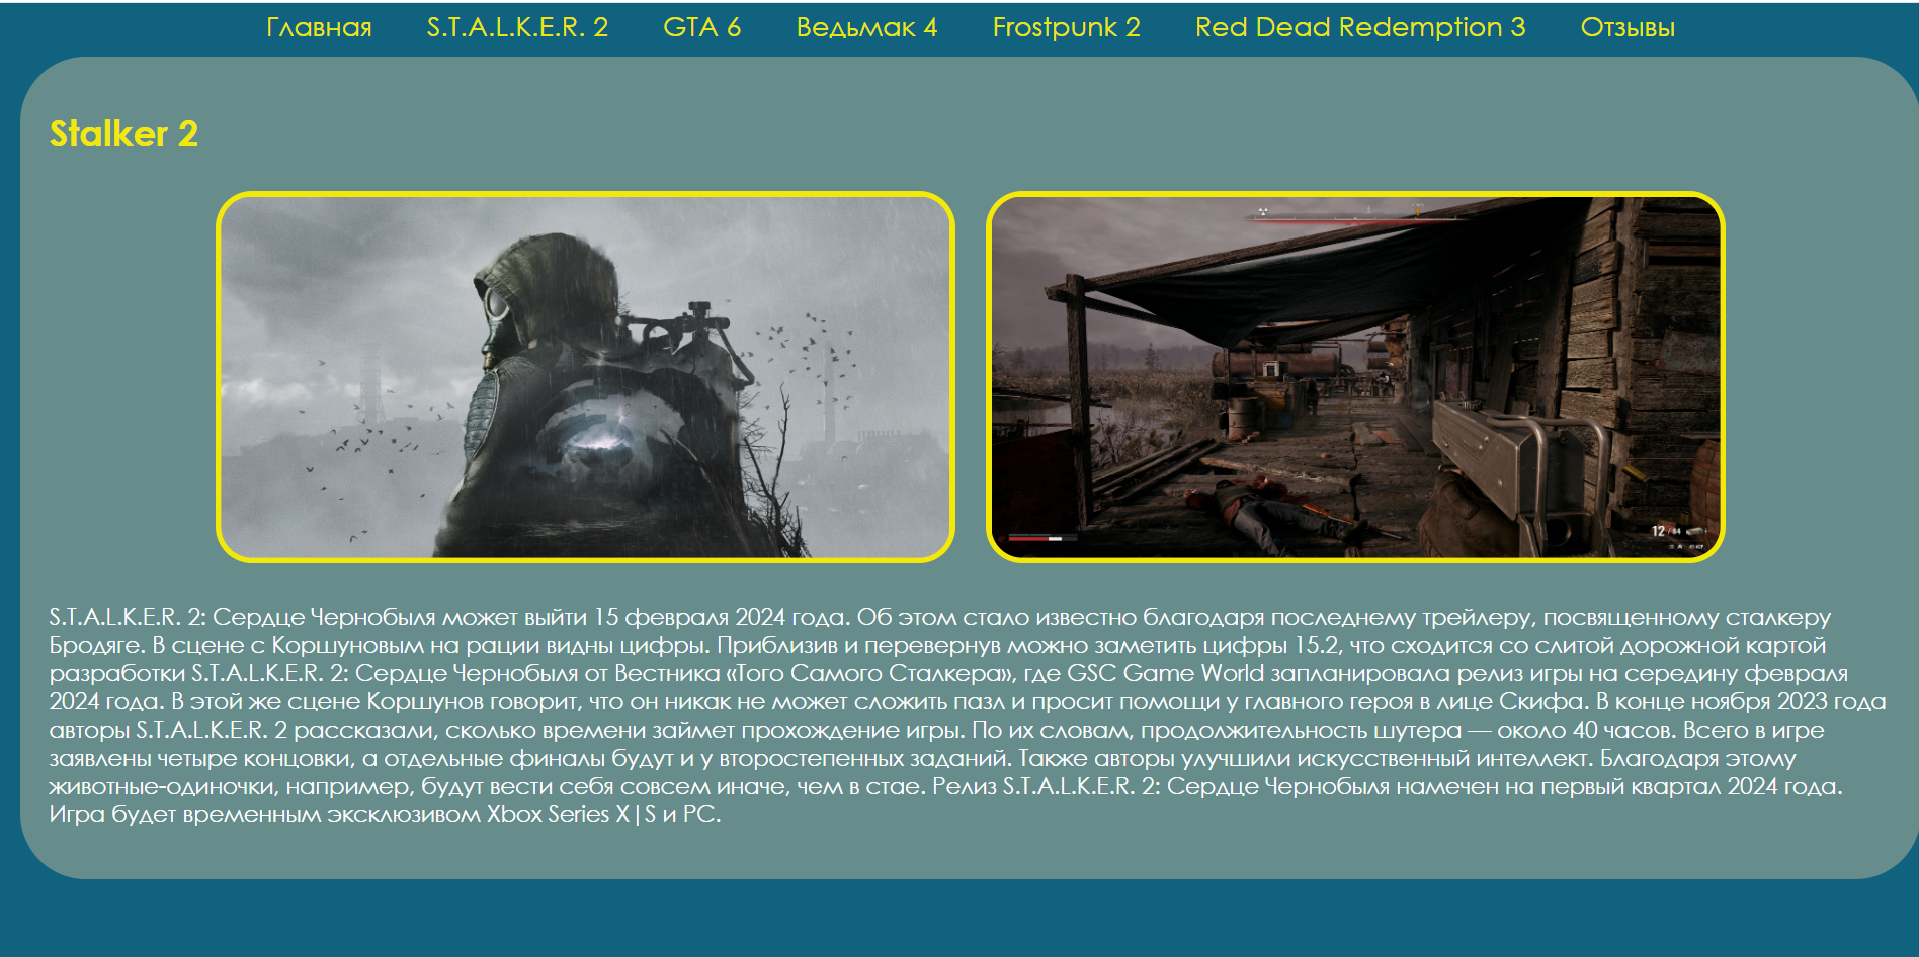 Главная S.T.A.L.K.E.R. 2 GTA 6 Ведьмак 4 Frostpunk 2 Red Dead Redemption 3 Отзывы
Stalker 2
12
S.T.A.L.K.E.R. 2: Сердце Чернобыля может выйти 15 февраля 2024 года. Об этом стало известно благодаря последнему трейлеру, посвященному сталкеру
Бродяге. В сцене с Коршуновым на рации видны цифры. Приблизив и перевернув можно заметить цифры 15.2, что сходится со слитой дорожной картой
разработки S.T.A.L.K.E.R. 2: Сердце Чернобыля от Вестника «Того Самого Сталкера», где GSC Game World запланировала релиз игры на середину февраля
2024 года. В этой же сцене Коршунов говорит, что он никак не может сложить пазл и просит помощи у главного героя в лице Скифа. В конце ноября 2023 года
авторы S.T.A.L.K.E.R. 2 рассказали, сколько времени займет прохождение игры. По их словам, продолжительность шутера — около 40 часов. Всего в игре
заявлены четыре концовки, а отдельные финалы будут и у второстепенных заданий. Также авторы улучшили искусственный интеллект. Благодаря этому
животные-одиночки, например, будут вести себя совсем иначе, чем в стае. Релиз S.T.A.L.K.E.R. 2: Сердце Чернобыля намечен на первый квартал 2024 года.
Игра будет временным эксклюзивом Xbox Series X|S и PC.